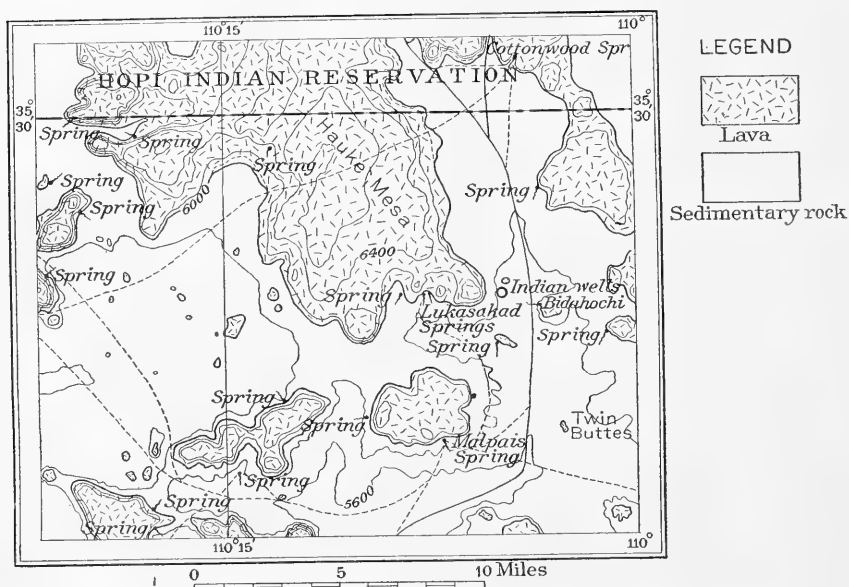 110°15' 110°
Cottonwood Spr
LEGEND
HOPI INDIAN RESERVATION
35°
30'
35°
30'
Lava
Spring
Spring
Spring
Hauke Mesa
Spring
Spring
Spring
6000
Sedimentary rock
6400
Spring
Indian wells
Spring
Biduhochi
Lukasakad
Springs
Spring
Spring
Spring
Spring
Twin
Buttes
Malpais
Spring
Spring
5600
Spring
Spring
110°15' 110°
0 5 10 Miles